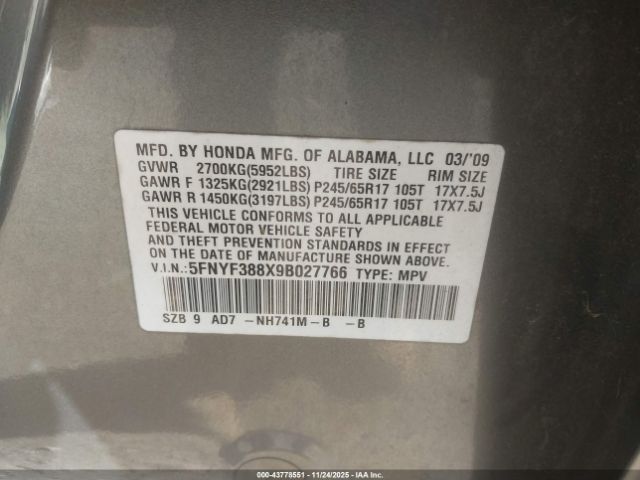 MFD. BY HONDA MFG. OF ALABAMA, LLC 03/'09
GVWR 2700KG(5952LBS) TIRE SIZE RIM SIZE
GAWR F 1325KG(2921LBS) P245/65R17 105T 17X7.5J
GAWR R 1450KG(3197LBS) P245/65R17 105T 17X7.5J
THIS VEHICLE CONFORMS TO ALL APPLICABLE
FEDERAL MOTOR VEHICLE SAFETY
AND THEFT PREVENTION STANDARDS IN EFFECT
ON THE DATE OF MANUFACTURE SHOWN ABOVE.
V.I.N.: 5FNYF388X9B027766 TYPE: MPV
SZB 9 AD7 -NH741M-B -B
00-43778551 - 11/24/2025 - IAA Inc.